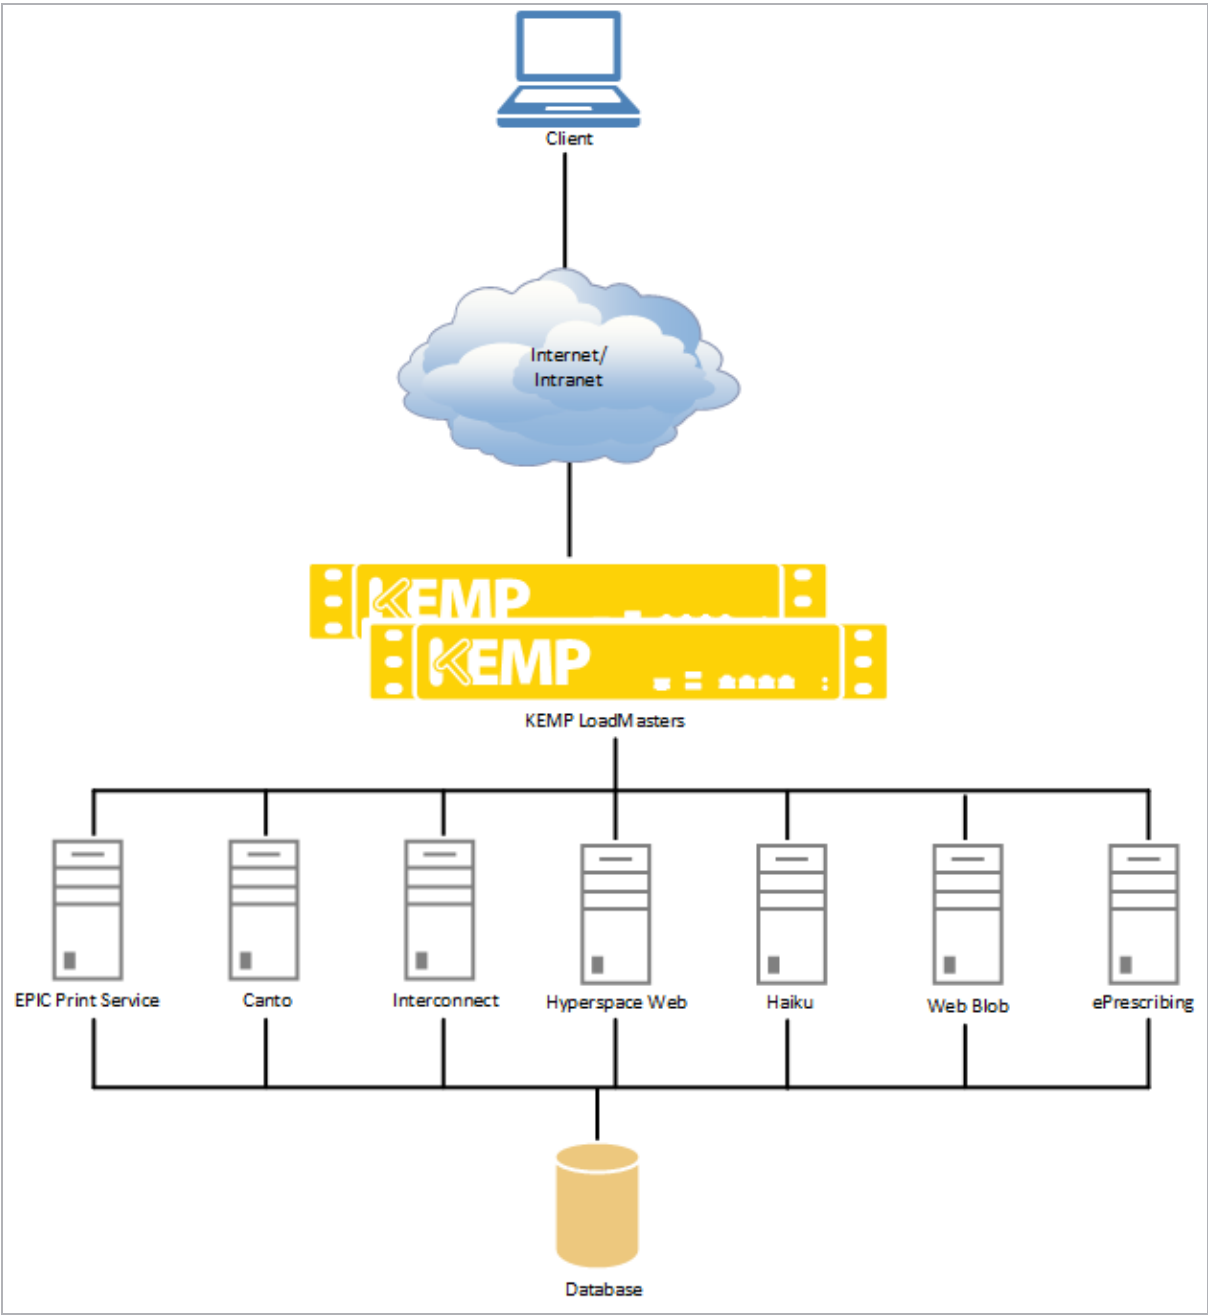 Client
Internet/
Intranet
KEMP
KEMP
KEMP LoadMasters
EPIC Print Service
Canto
Interconnect
Hyperspace Web
Haiku
Web Blob
ePrescribing
Database